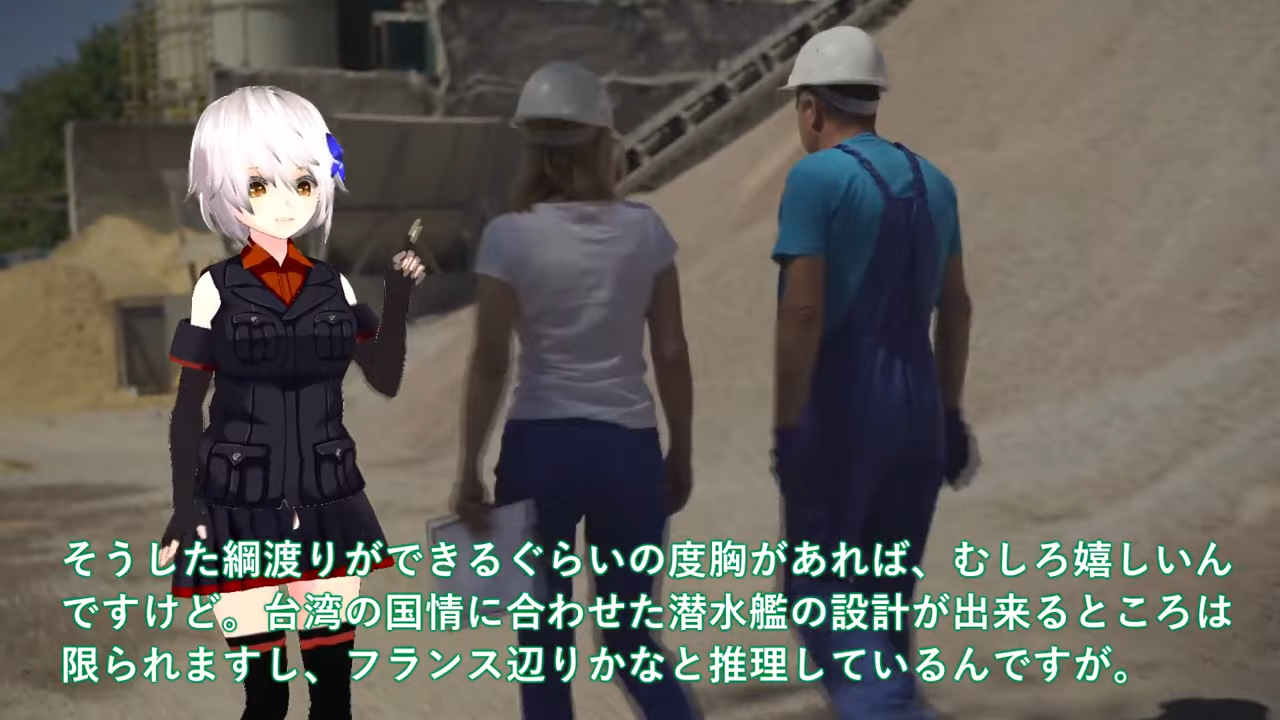 そうした綱渡りができるぐらいの度胸があれば、むしろ嬉しいん
ですけど。台湾の国情に合わせた潜水艦の設計が出来るところは
限られますし、フランス辺りかなと推理しているんですが。